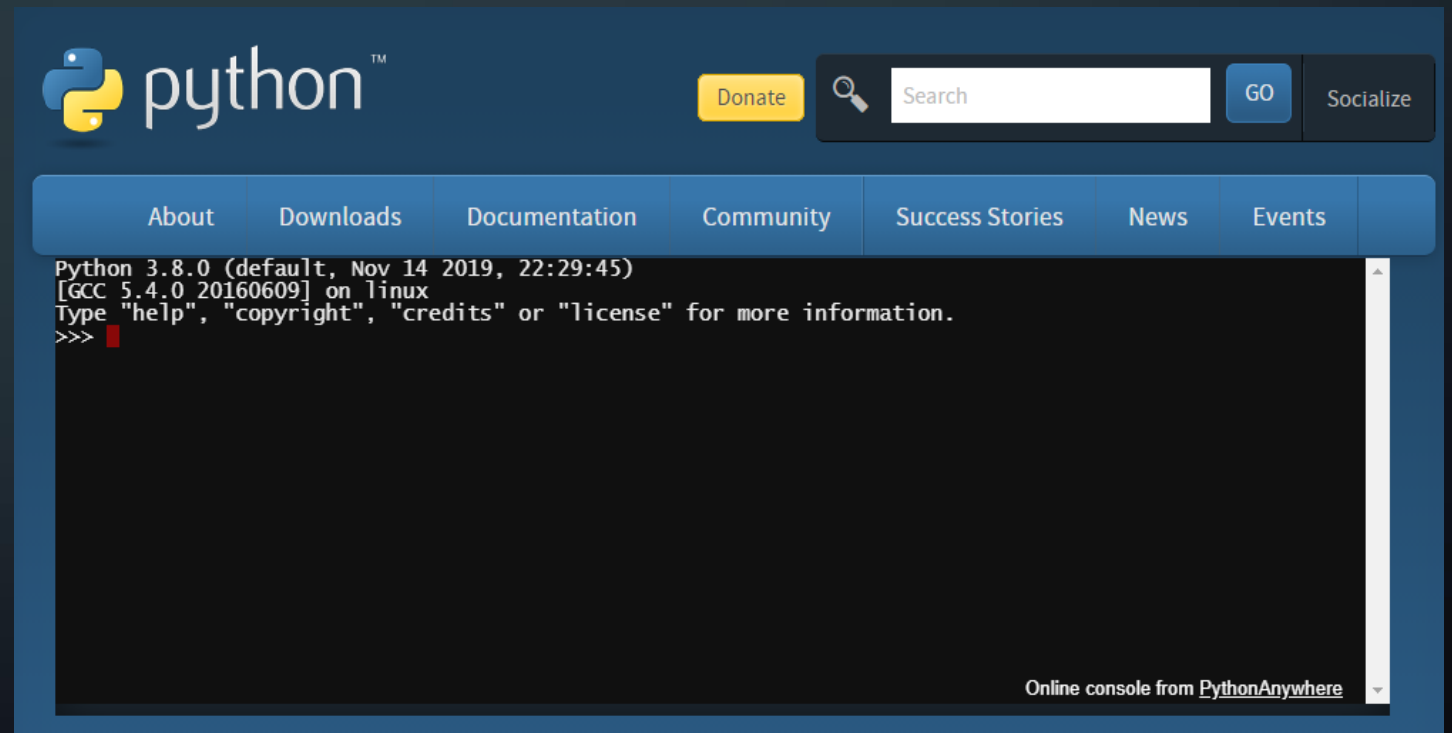 python™
Donate
Search
GO
Socialize
About
Downloads
Documentation
Community
Success Stories
News
Events
Python 3.8.0 (default, Nov 14 2019, 22:29:45)
[GCC 5.4.0 20160609] on linux
Type "help", "copyright", "credits" or "license" for more information.
>>>
Online console from PythonAnywhere